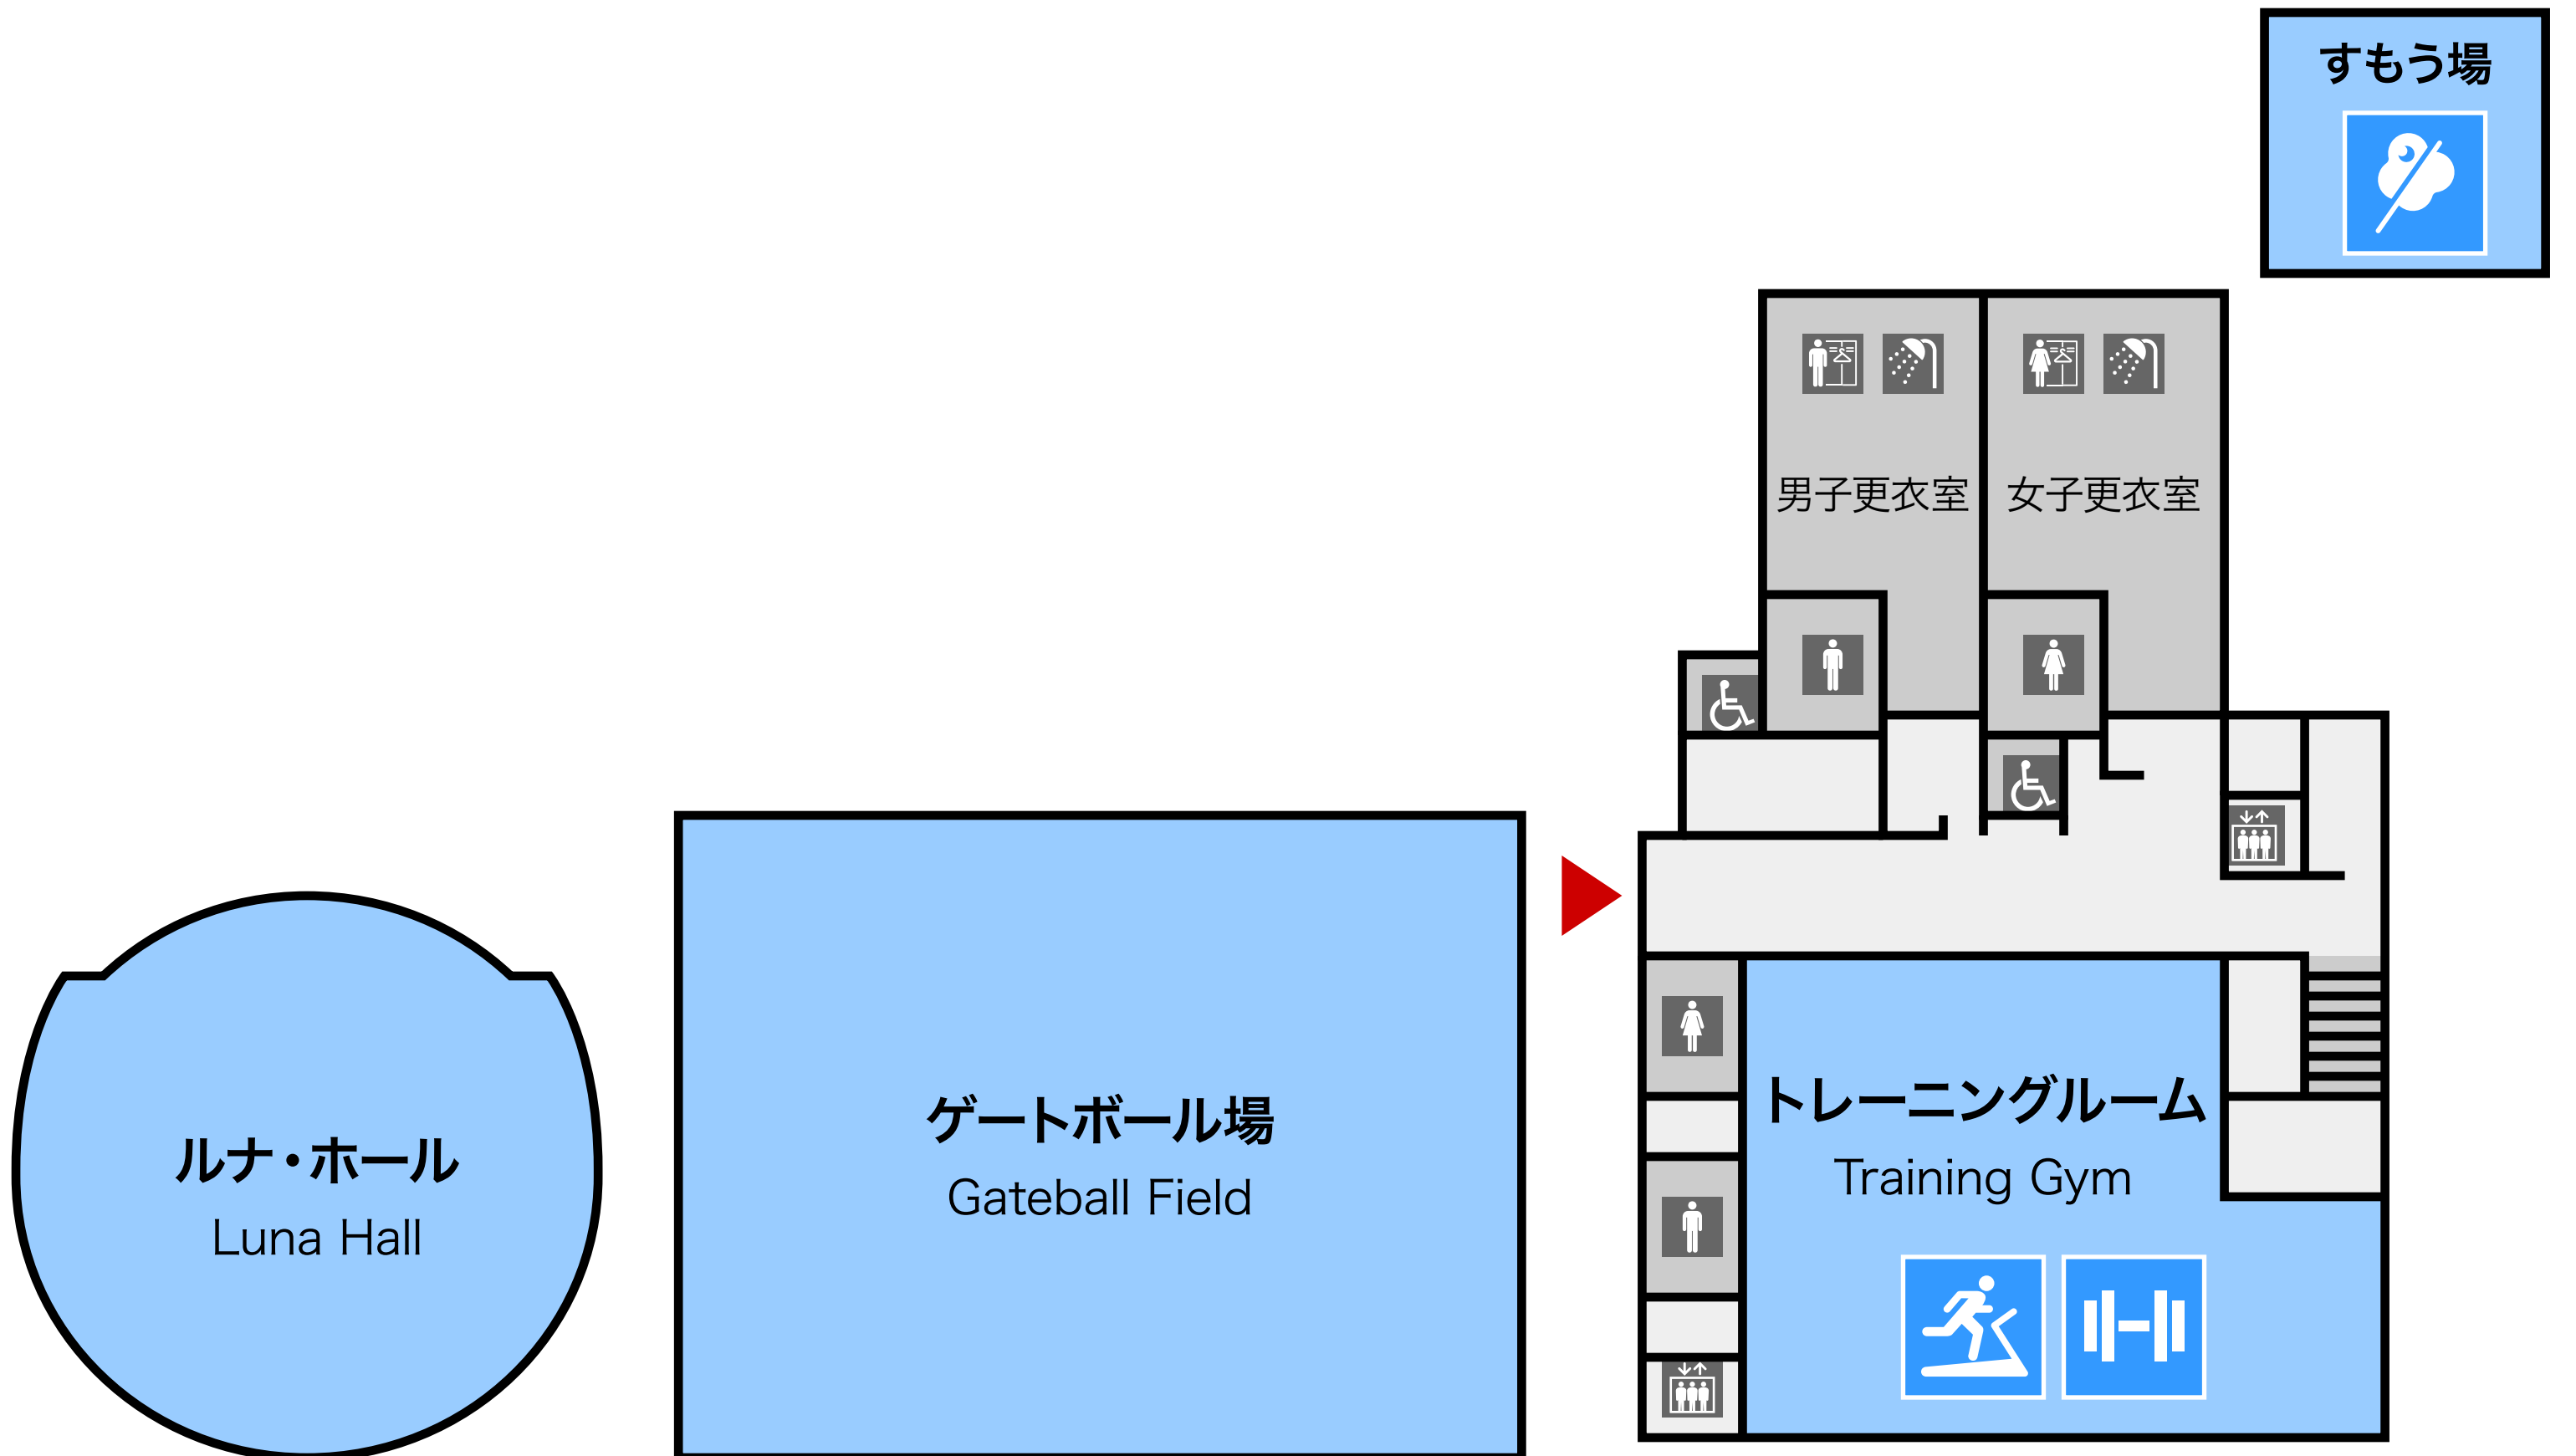 すもう場
男子更衣室
女子更衣室
ルナ・ホール
Luna Hall
ゲートボール場
Gateball Field
トレーニングルーム
Training Gym